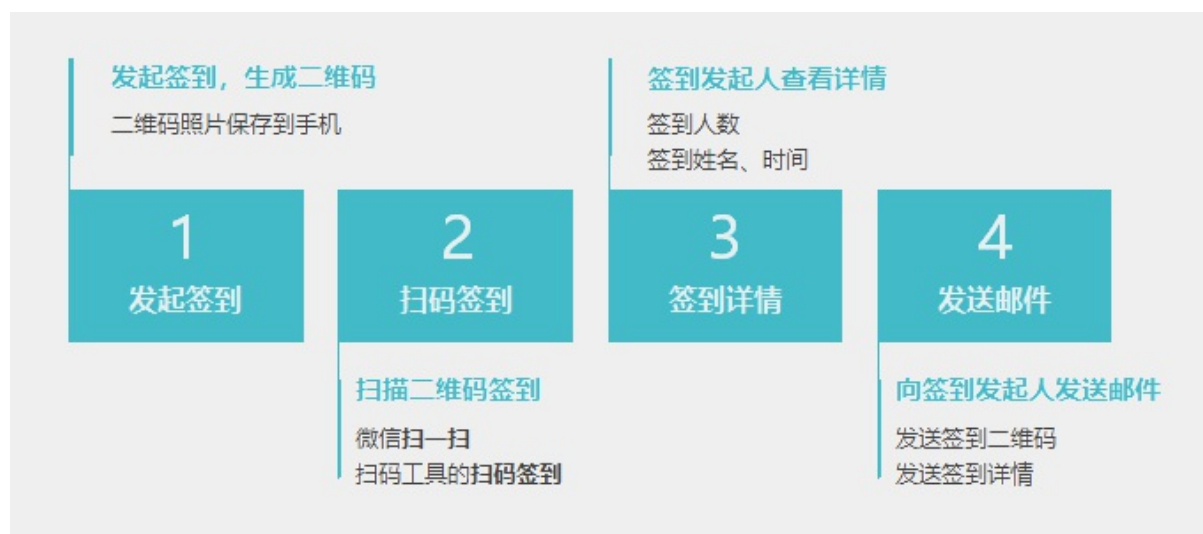 发起签到，生成二维码
二维码照片保存到手机
签到发起人查看详情
签到人数
签到姓名、时间
1
发起签到
2
扫码签到
3
签到详情
4
发送邮件
扫描二维码签到
微信扫一扫
扫码工具的扫码签到
向签到发起人发送邮件
发送签到二维码
发送签到详情